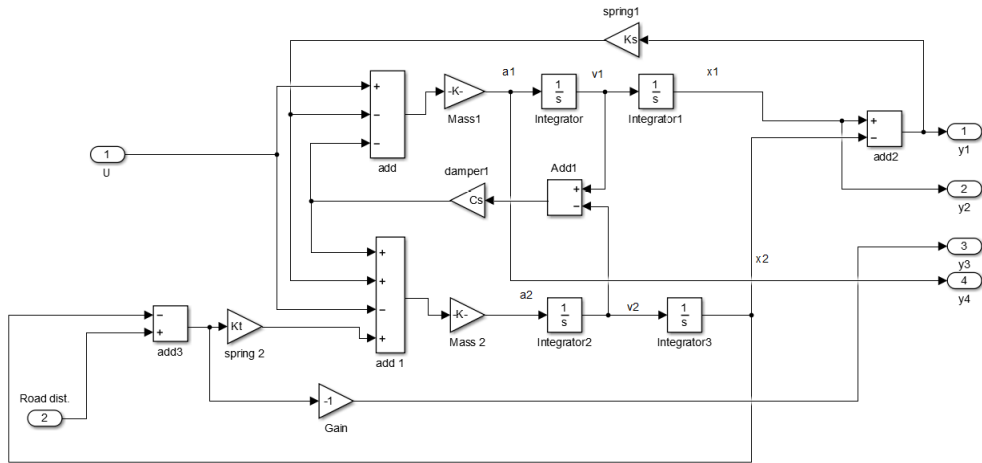 spring1
Ks
a1
v1
x1
+
-K-
1
s
1
s
+
−
Mass1
Integrator
Integrator1
−
1
−
add2
y1
1
add
damper1
Add1
U
+
2
Cs
−
y2
+
3
x2
y3
+
a2
v2
4
y4
−
−
-K-
1
s
1
s
+
Kt
+
add3
spring 2
add 1
Mass 2
Integrator2
Integrator3
Road dist.
-1
2
Gain